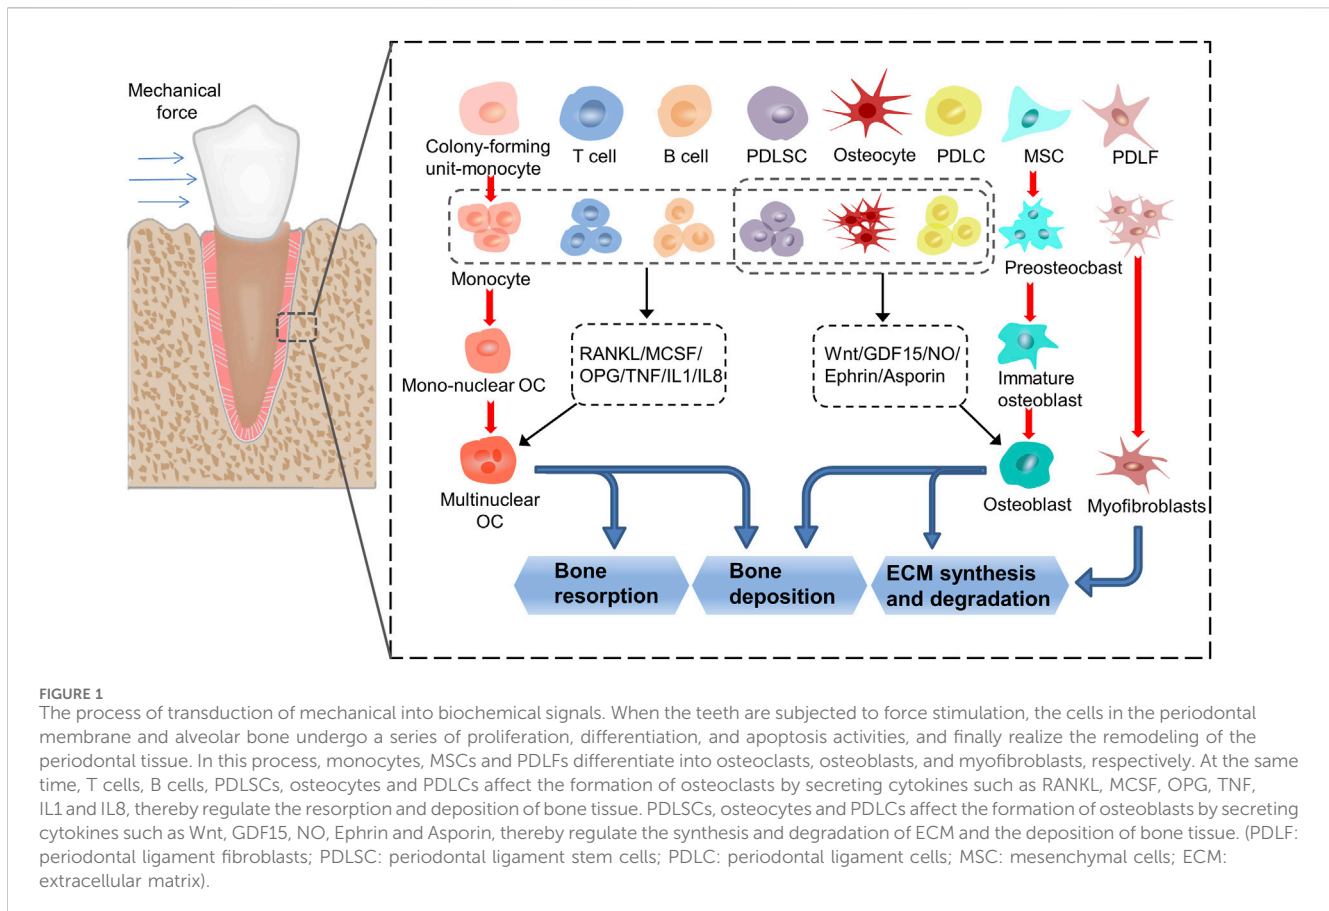 Mechanical
force
Colony-forming
unit-monocyte
T cell
B cell
PDLSC
Osteocyte
PDLC
MSC
PDLF
Monocyte
Preosteocbast
RANKL/MCSF/
OPG/TNF/IL1/IL8
Wnt/GDF15/NO/
Ephrin/Asporin
Mono-nuclear OC
Immature
osteoblast
Multinuclear
OC
Osteoblast
Myofibroblasts
Bone
resorption
Bone
deposition
ECM synthesis
and degradation
FIGURE 1
The process of transduction of mechanical into biochemical signals. When the teeth are subjected to force stimulation, the cells in the periodontal
membrane and alveolar bone undergo a series of proliferation, differentiation, and apoptosis activities, and finally realize the remodeling of the
periodontal tissue. In this process, monocytes, MSCs and PDLFs differentiate into osteoclasts, osteoblasts, and myofibroblasts, respectively. At the same
time, T cells, B cells, PDLSCs, osteocytes and PDLCs affect the formation of osteoclasts by secreting cytokines such as RANKL, MCSF, OPG, TNF,
IL1 and IL8, thereby regulate the resorption and deposition of bone tissue. PDLSCs, osteocytes and PDLCs affect the formation of osteoblasts by secreting
cytokines such as Wnt, GDF15, NO, Ephrin and Asporin, thereby regulate the synthesis and degradation of ECM and the deposition of bone tissue. (PDLF:
periodontal ligament fibroblasts; PDLSC: periodontal ligament stem cells; PDLC: periodontal ligament cells; MSC: mesenchymal cells; ECM:
extracellular matrix).